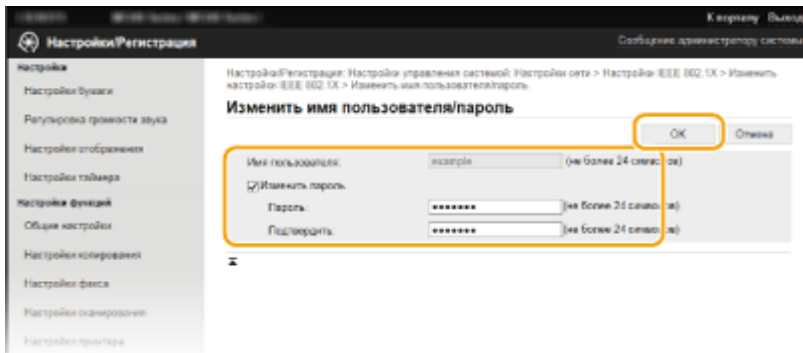 К порталу Выход
Настройки/Регистрация
Сообщение администратору системы
Настройки
Настройки бумаги
Регулировка громкости звука
Настройки отображения
Настройки таймера
Настройки функций
Общие настройки
Настройки копирования
Настройки факса
Настройки сканирования
Настройки принтера
Настройки/Регистрация: Настройки управления системой: Настройки сети > Настройки IEEE 802.1X > Изменить
настройки IEEE 802.1X > Изменить имя пользователя/пароль
Изменить имя пользователя/пароль
OK Отмена
Имя пользователя: example (не более 24 символов)
Изменить пароль
Пароль: ••••••• (не более 24 символов)
Подтвердить: ••••••• (не более 24 символов)